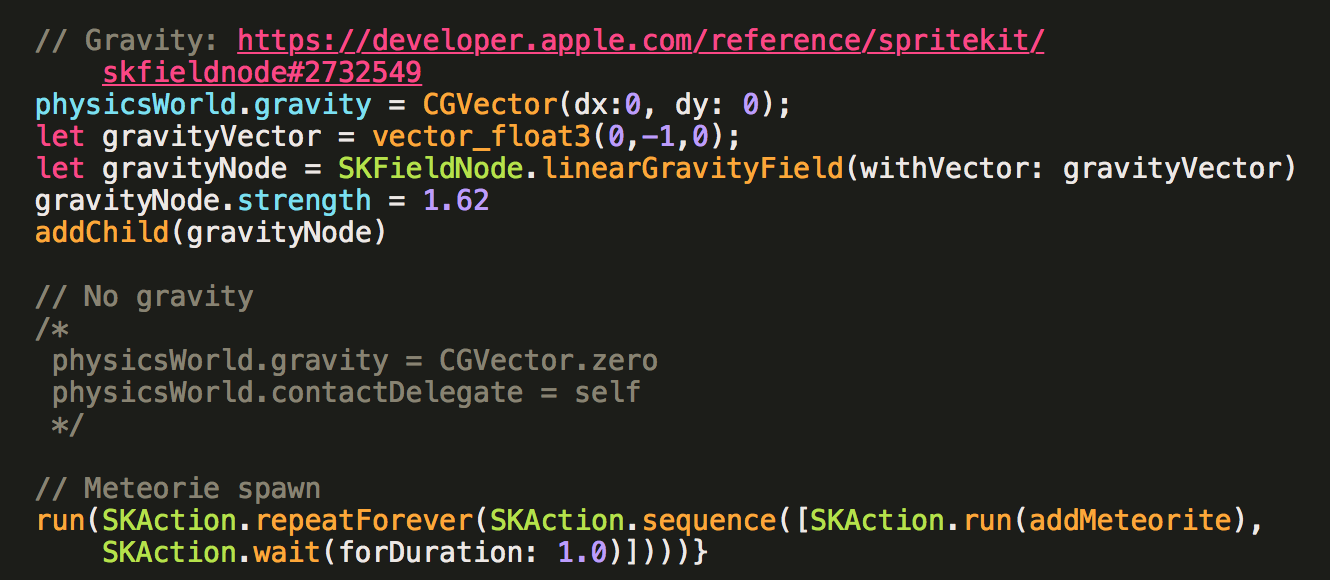 // Gravity: https://developer.apple.com/reference/spritekit/
skfieldnode#2732549
physicsWorld.gravity = CGVector(dx:0, dy: 0);
let gravityVector = vector_float3(0,-1,0);
let gravityNode = SKFieldNode.linearGravityField(withVector: gravityVector)
gravityNode.strength = 1.62
addChild(gravityNode)
// No gravity
/*
physicsWorld.gravity = CGVector.zero
physicsWorld.contactDelegate = self
*/
// Meteorie spawn
run(SKAction.repeatForever(SKAction.sequence([SKAction.run(addMeteorite),
SKAction.wait(forDuration: 1.0)])))}